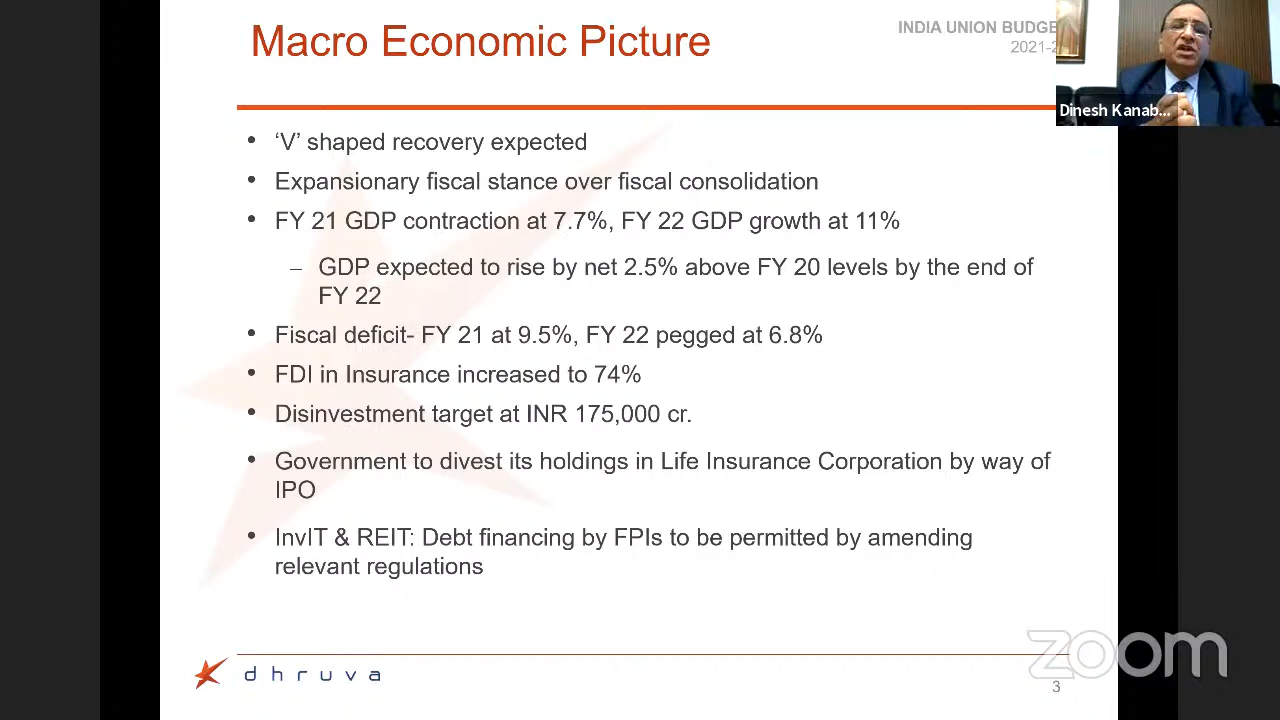 Macro Economic Picture
INDIA UNION BUDGE
2021-2
Dinesh Kanab...
• ‘V’ shaped recovery expected
• Expansionary fiscal stance over fiscal consolidation
• FY 21 GDP contraction at 7.7%, FY 22 GDP growth at 11%
– GDP expected to rise by net 2.5% above FY 20 levels by the end of
FY 22
• Fiscal deficit- FY 21 at 9.5%, FY 22 pegged at 6.8%
• FDI in Insurance increased to 74%
• Disinvestment target at INR 175,000 cr.
• Government to divest its holdings in Life Insurance Corporation by way of
IPO
• InvIT & REIT: Debt financing by FPIs to be permitted by amending
relevant regulations
dhruva
zoom
3